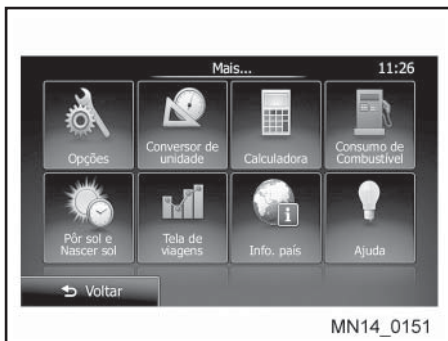 Mais... 11:26
Opções
Conversor de
unidade
Calculadora
Consumo de
Combustível
Pôr sol e
Nascer sol
Tela de
viagens
Info. país
Ajuda
Voltar
MN14_0151